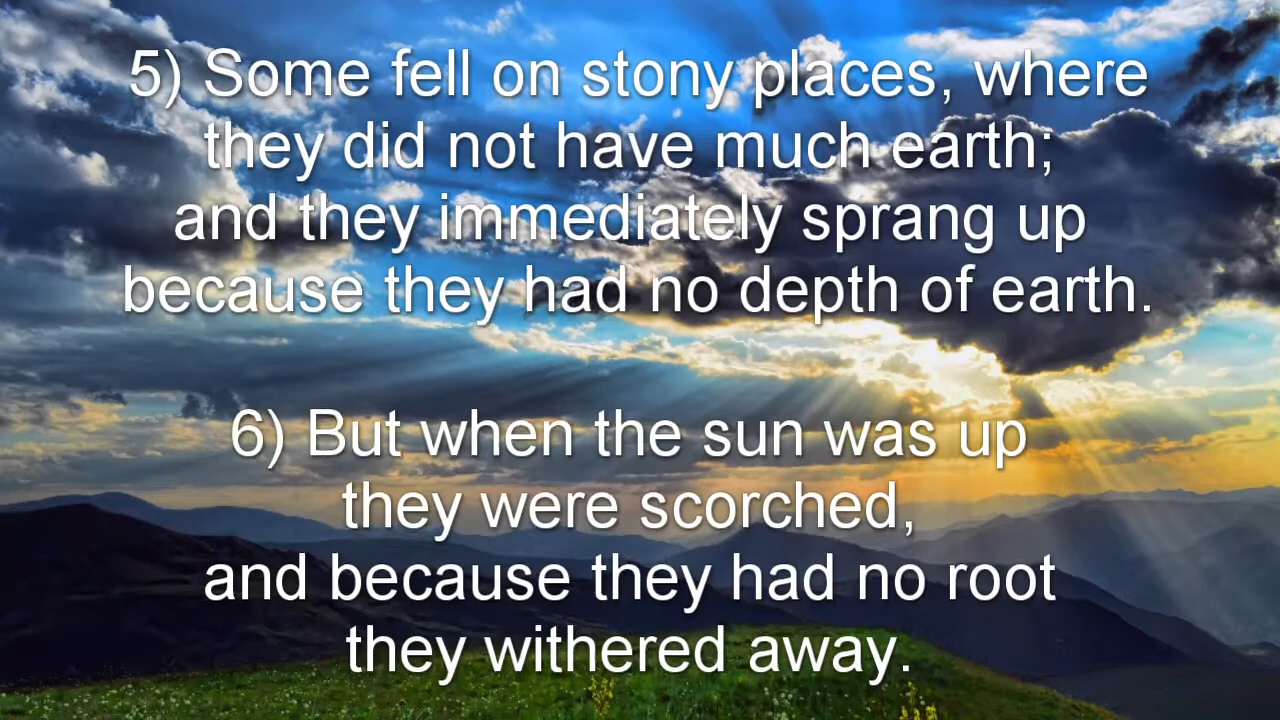 5) Some fell on stony places, where
they did not have much earth;
and they immediately sprang up
because they had no depth of earth.
6) But when the sun was up
they were scorched,
and because they had no root
they withered away.